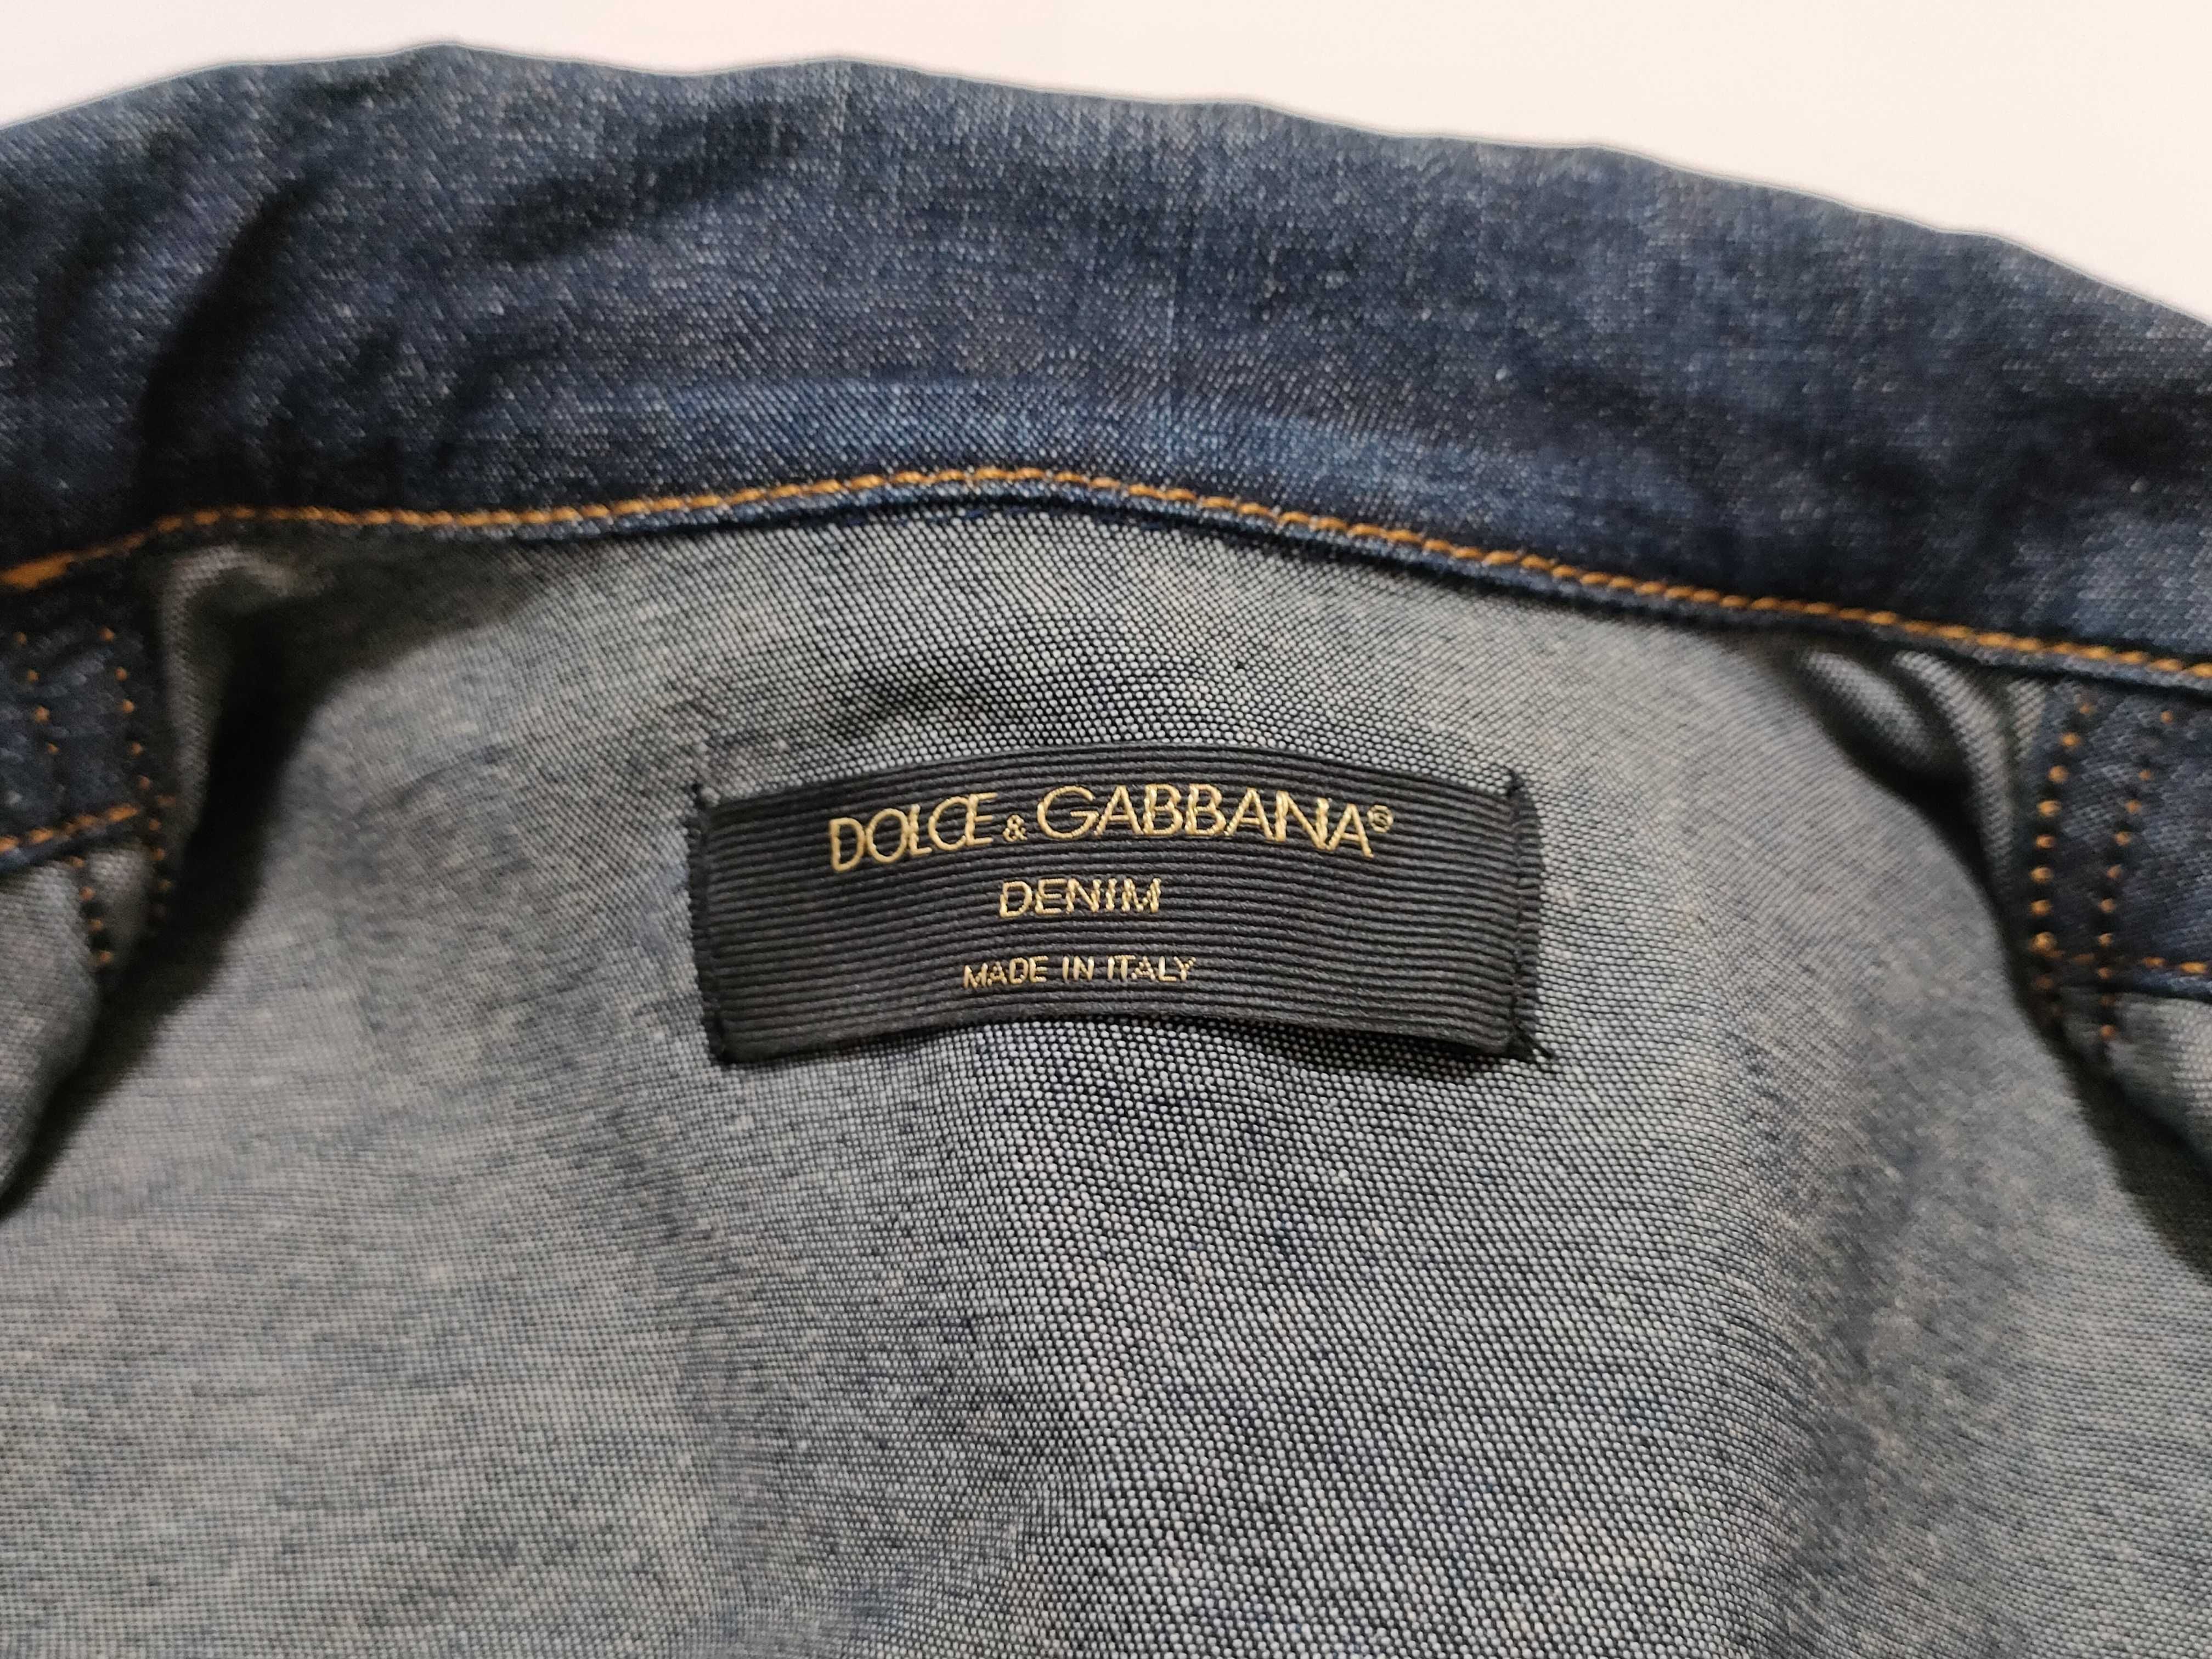 DOLCE & GABBANA®
DENIM
MADE IN ITALY